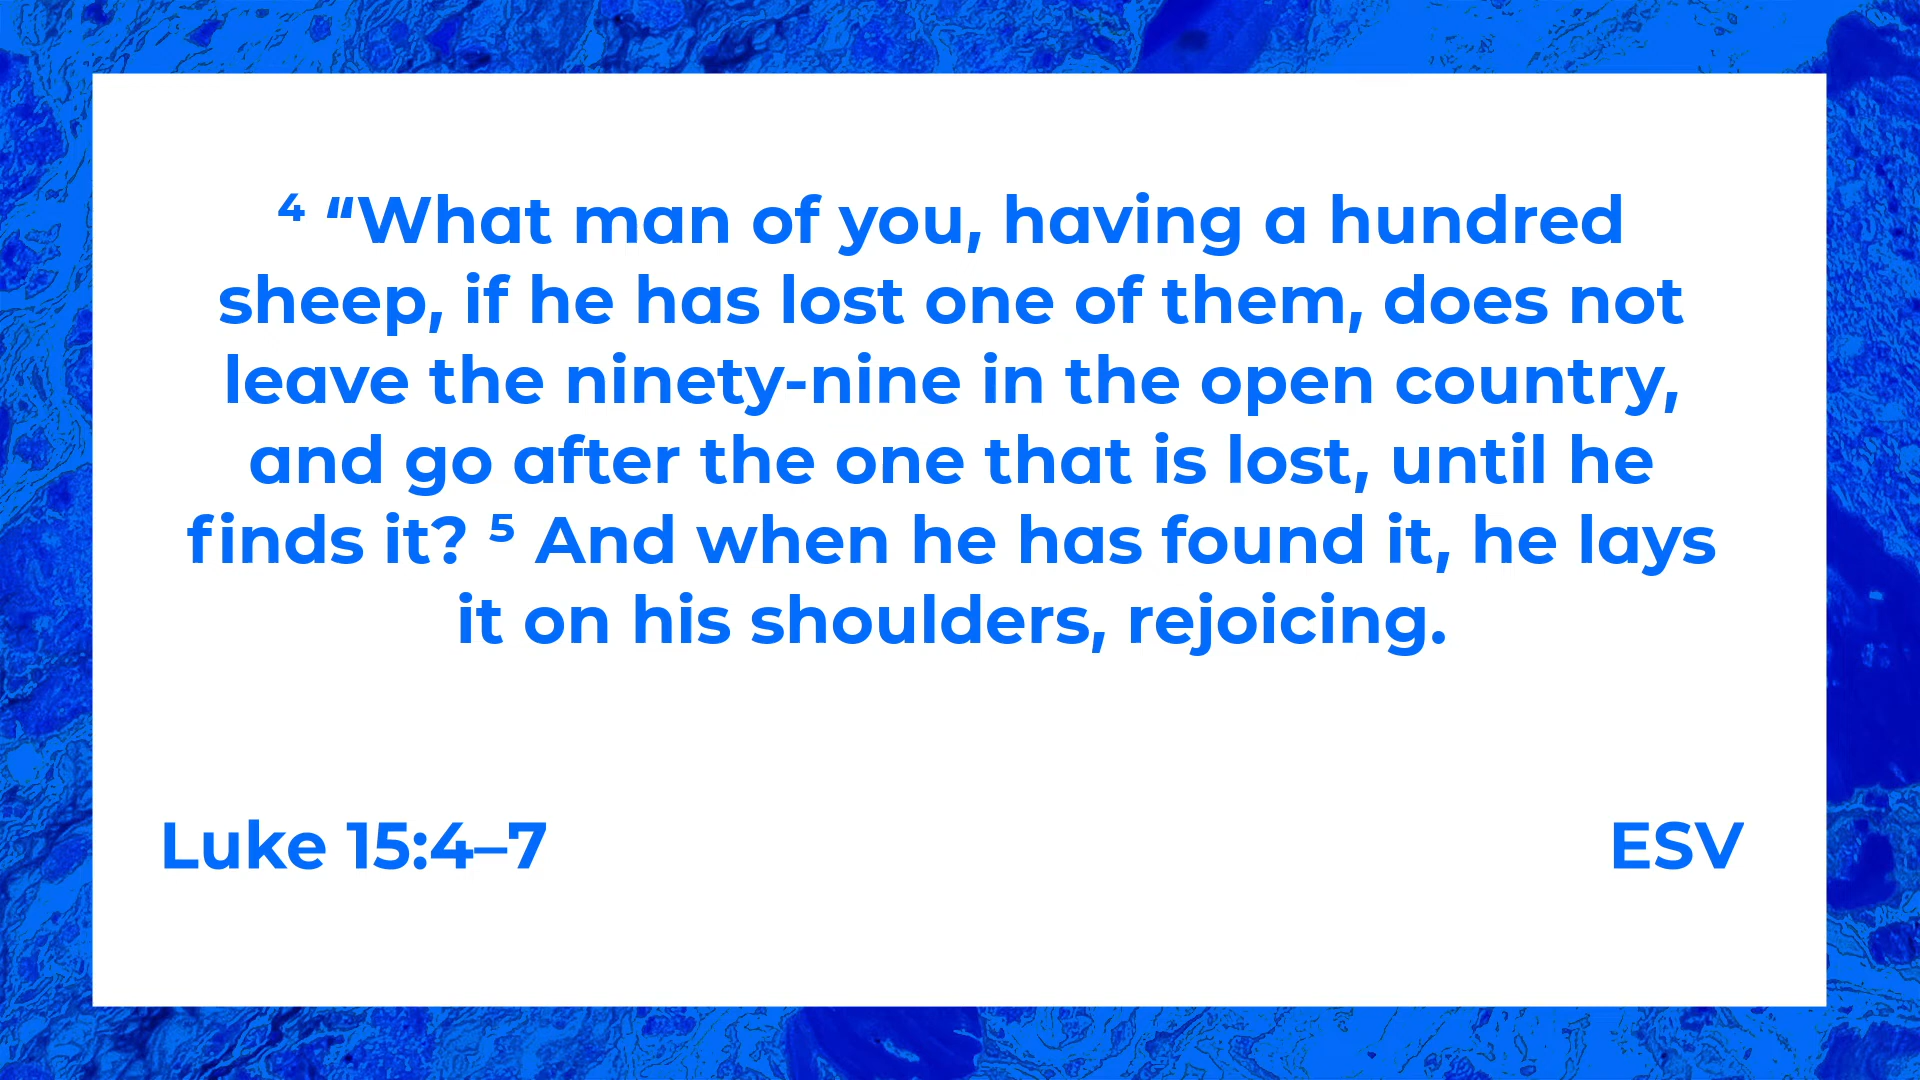 ⁴ “What man of you, having a hundred
sheep, if he has lost one of them, does not
leave the ninety-nine in the open country,
and go after the one that is lost, until he
finds it? ⁵ And when he has found it, he lays
it on his shoulders, rejoicing.
Luke 15:4–7
ESV